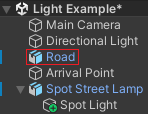 Light Example*
Main Camera
Directional Light
Road
Arrival Point
Spot Street Lamp
Spot Light